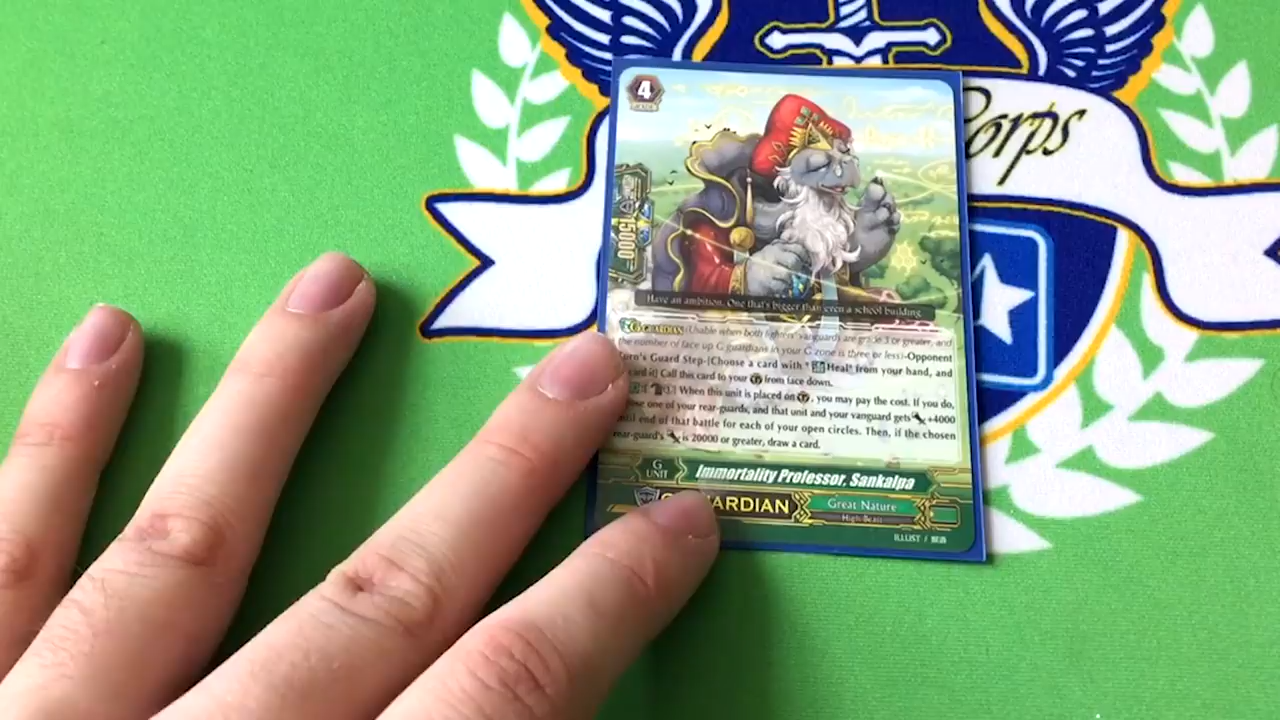 4
GRADE
Corps
15000
Have an ambition. One that's bigger than even a school building.
G GUARDIAN (Usable when both fighters' vanguards are grade 3 or greater, and
the number of face up G guardians in your G zone is three or less)-Opponent
Turn's Guard Step-[Choose a card with " Heal" from your hand, and
card it] Call this card to your from face down.
When this unit is placed on , you may pay the cost. If you do,
one of your rear-guards, and that unit and your vanguard gets +4000
until end of that battle for each of your open circles. Then, if the chosen
rear-guard's is 20000 or greater, draw a card.
G UNIT
Immortality Professor, Sankalpa
GUARDIAN
Great Nature
High Beast
ILLUST /